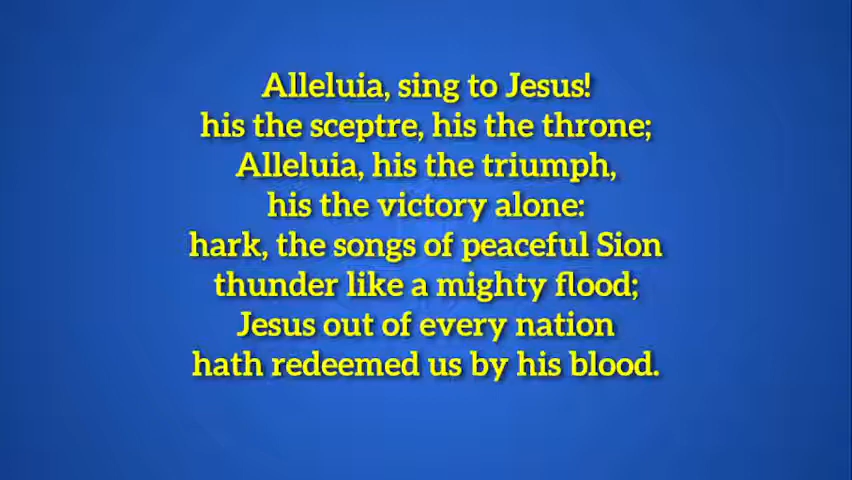 Alleluia, sing to Jesus!
his the sceptre, his the throne;
Alleluia, his the triumph,
his the victory alone:
hark, the songs of peaceful Sion
thunder like a mighty flood;
Jesus out of every nation
hath redeemed us by his blood.